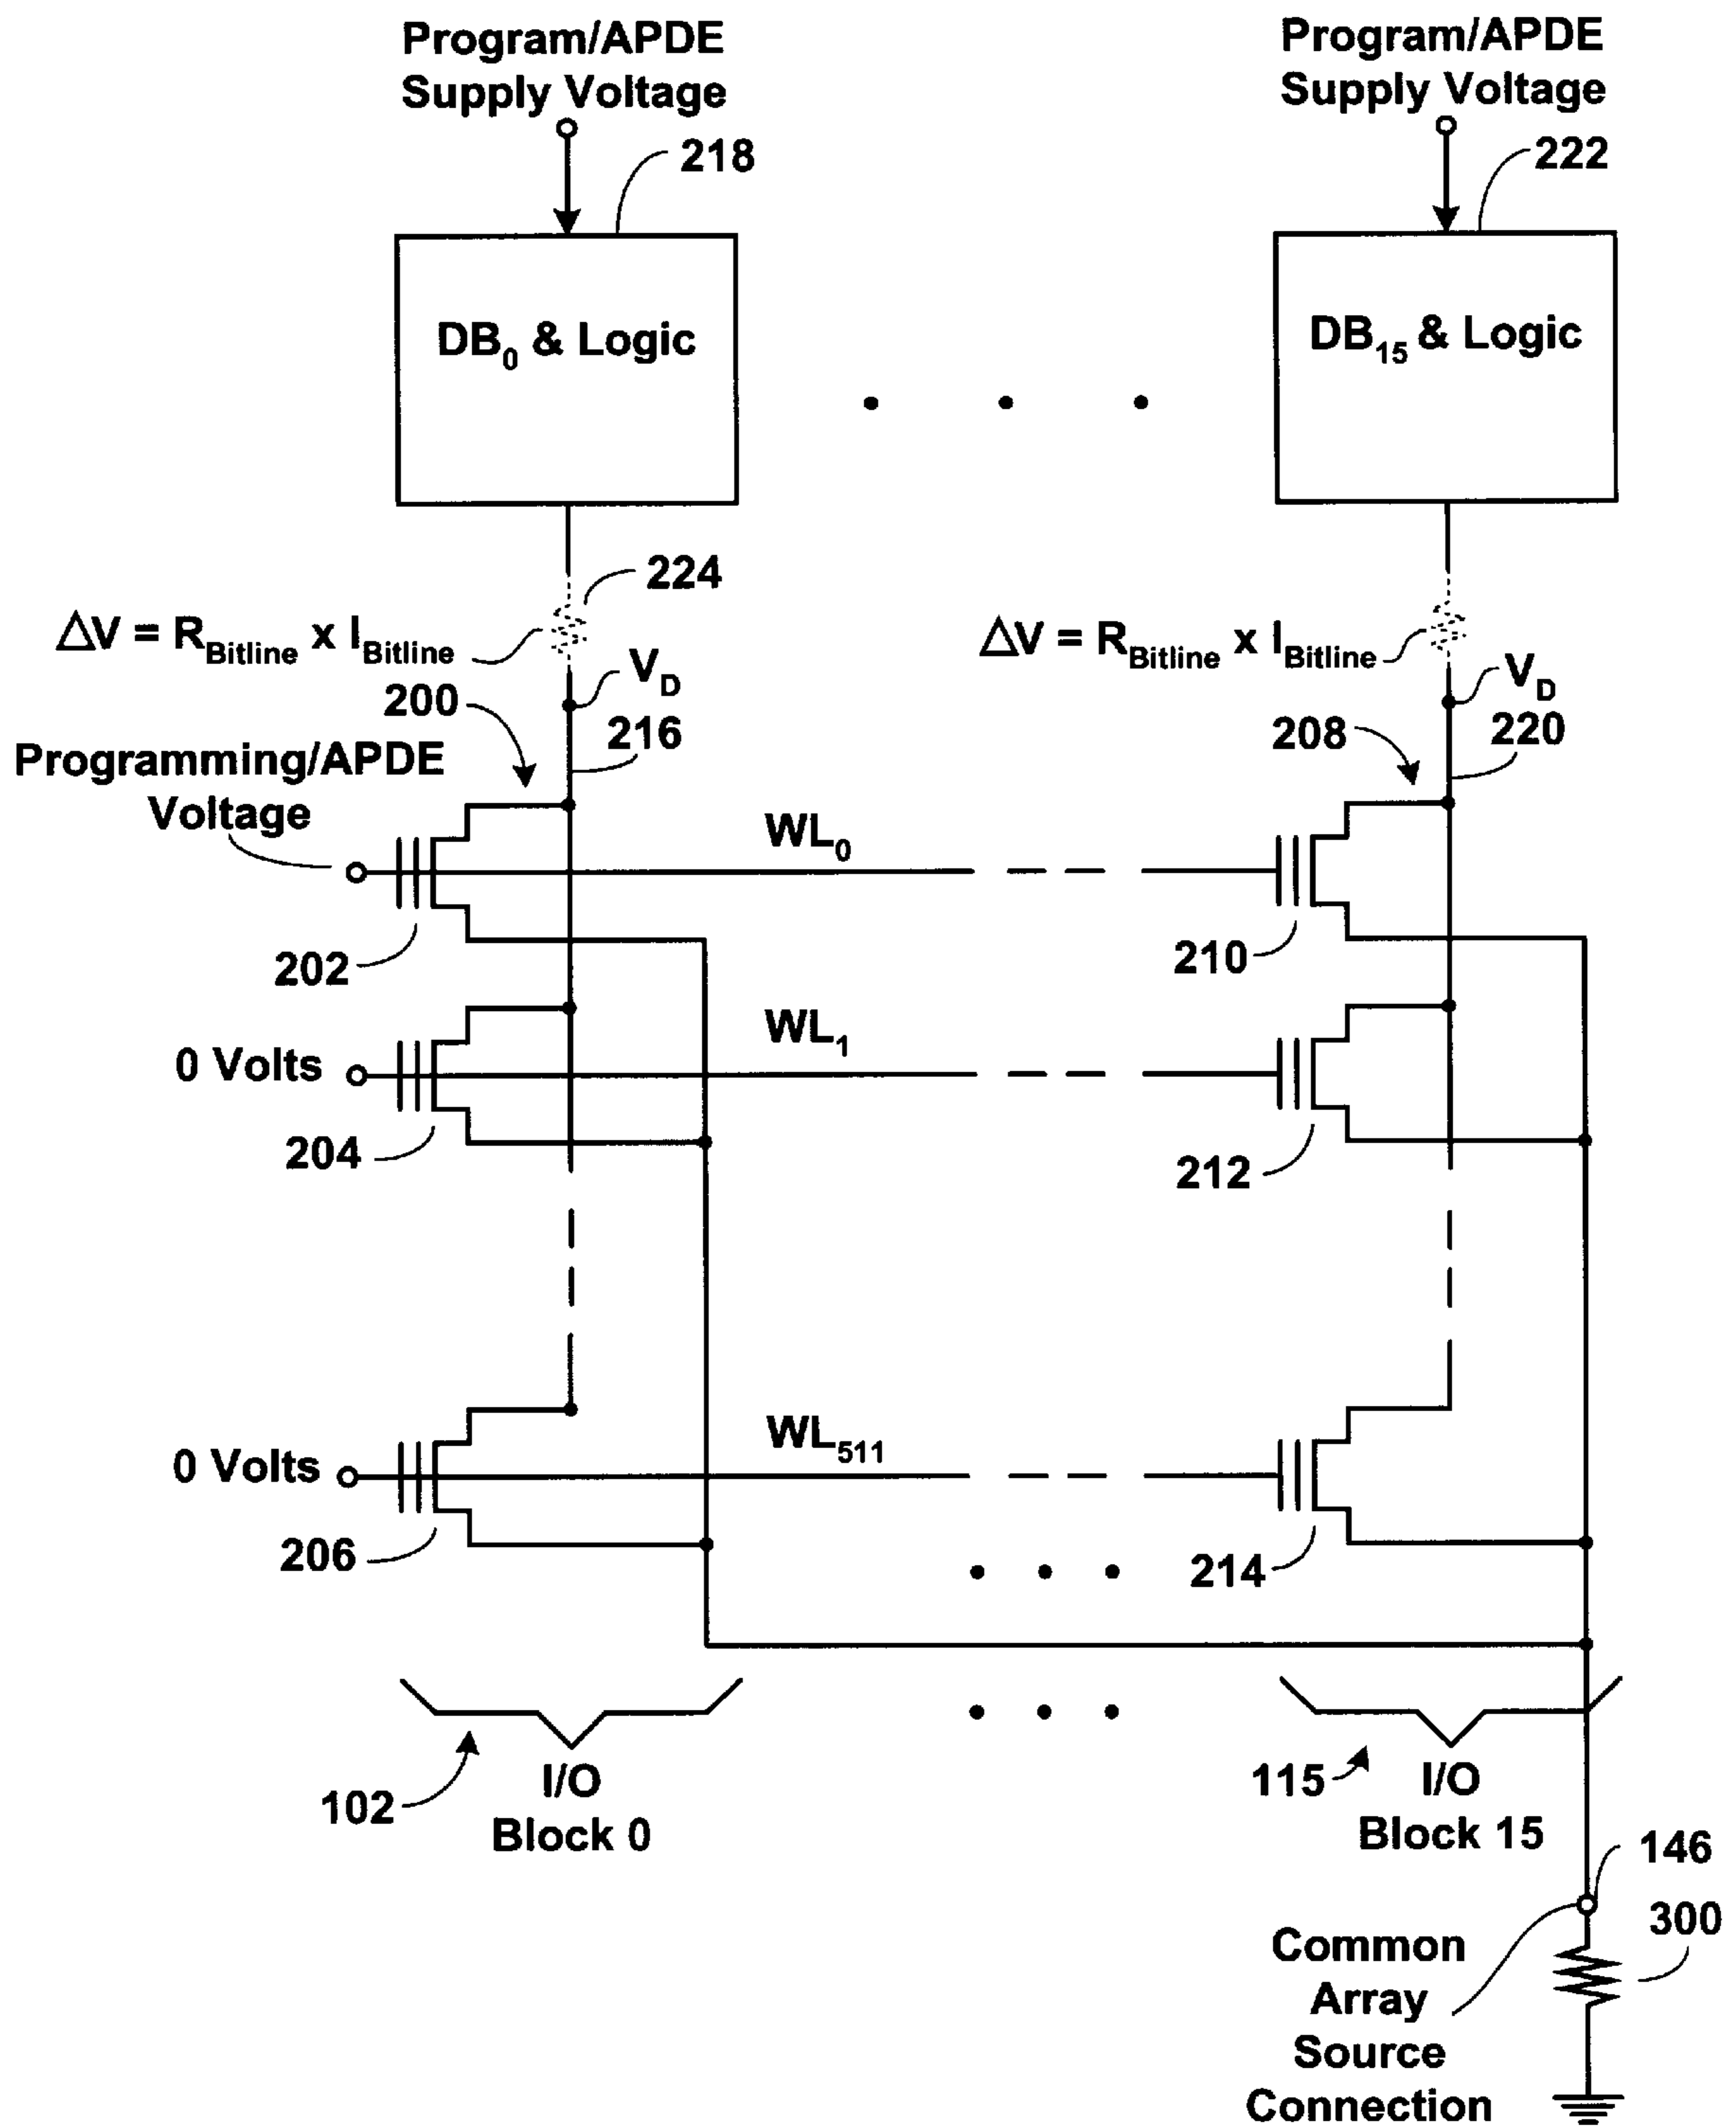 Program/APDE
Supply Voltage
Program/APDE
Supply Voltage
218
222
DB0 & Logic
DB15 & Logic
224
ΔV = RBitline x IBitline
ΔV = RBitline x IBitline
VD
VD
200
216
208
220
Programming/APDE
Voltage
WL0
202
210
WL1
0 Volts
204
212
WL511
0 Volts
206
214
102
I/O
Block 0
115
I/O
Block 15
146
300
Common
Array
Source
Connection